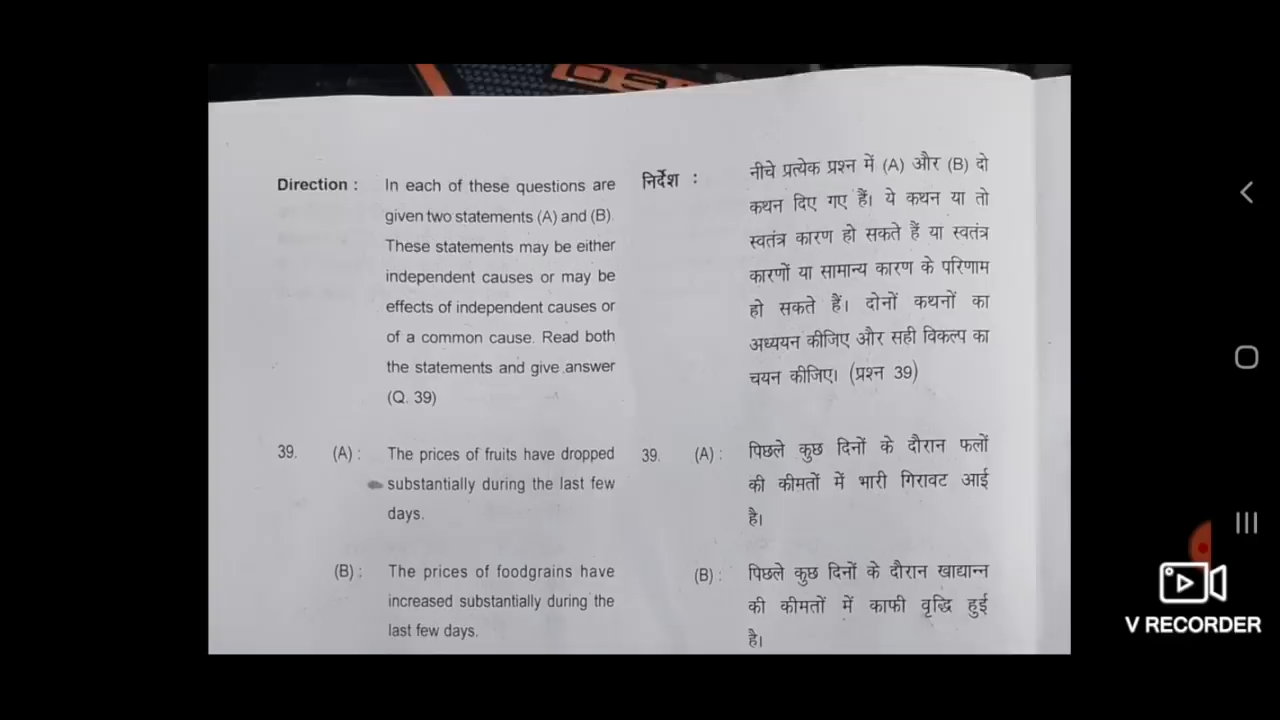 Direction : In each of these questions are
given two statements (A) and (B).
These statements may be either
independent causes or may be
effects of independent causes or
of a common cause. Read both
the statements and give answer
(Q. 39)
39. (A) : The prices of fruits have dropped
substantially during the last few
days.
(B) : The prices of foodgrains have
increased substantially during the
last few days.
निर्देश : नीचे प्रत्येक प्रश्न में (A) और (B) दो
कथन दिए गए हैं। ये कथन या तो
स्वतंत्र कारण हो सकते हैं या स्वतंत्र
कारणों या सामान्य कारण के परिणाम
हो सकते हैं। दोनों कथनों का
अध्ययन कीजिए और सही विकल्प का
चयन कीजिए। (प्रश्न 39)
39. (A) : पिछले कुछ दिनों के दौरान फलों
की कीमतों में भारी गिरावट आई
है।
(B) : पिछले कुछ दिनों के दौरान खाद्यान्न
की कीमतों में काफी वृद्धि हुई
है।
V RECORDER